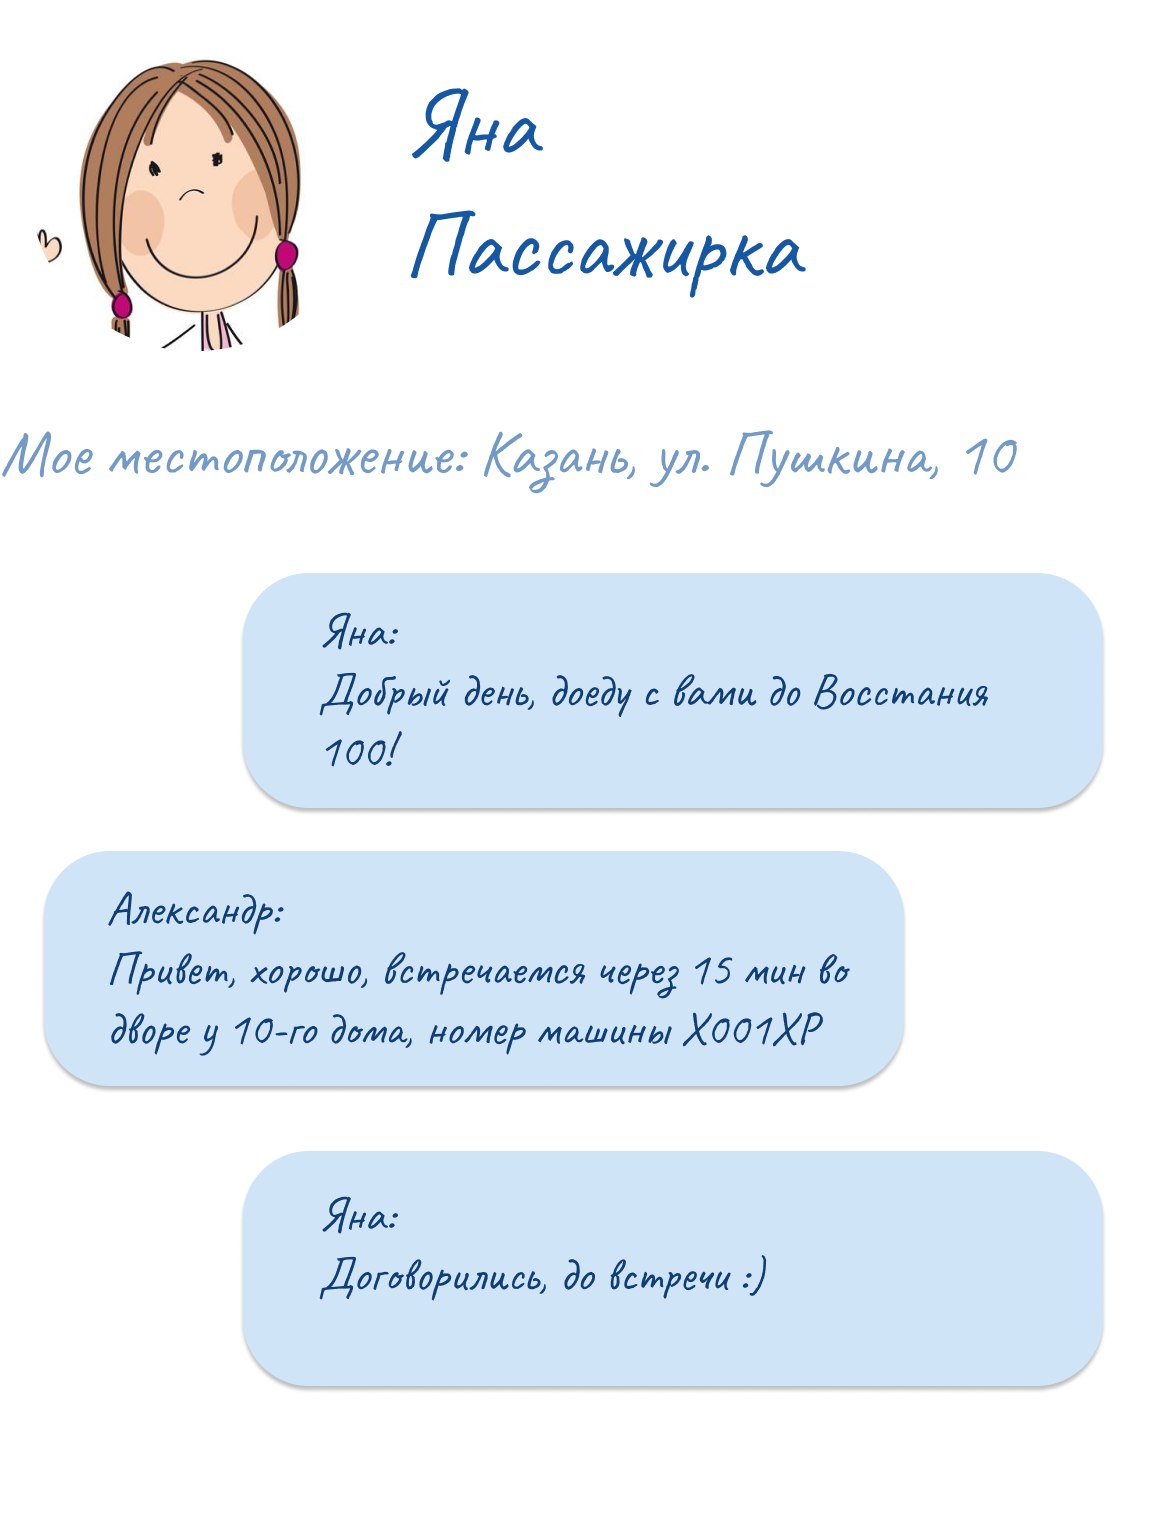 Яна
Пассажирка
Мое местоположение: Казань, ул. Пушкина, 10
Яна:
Добрый день, доеду с вами до Восстания
100!
Александр:
Привет, хорошо, встречаемся через 15 мин во
дворе у 10-го дома, номер машины Х001ХР
Яна:
Договорились, до встречи :)